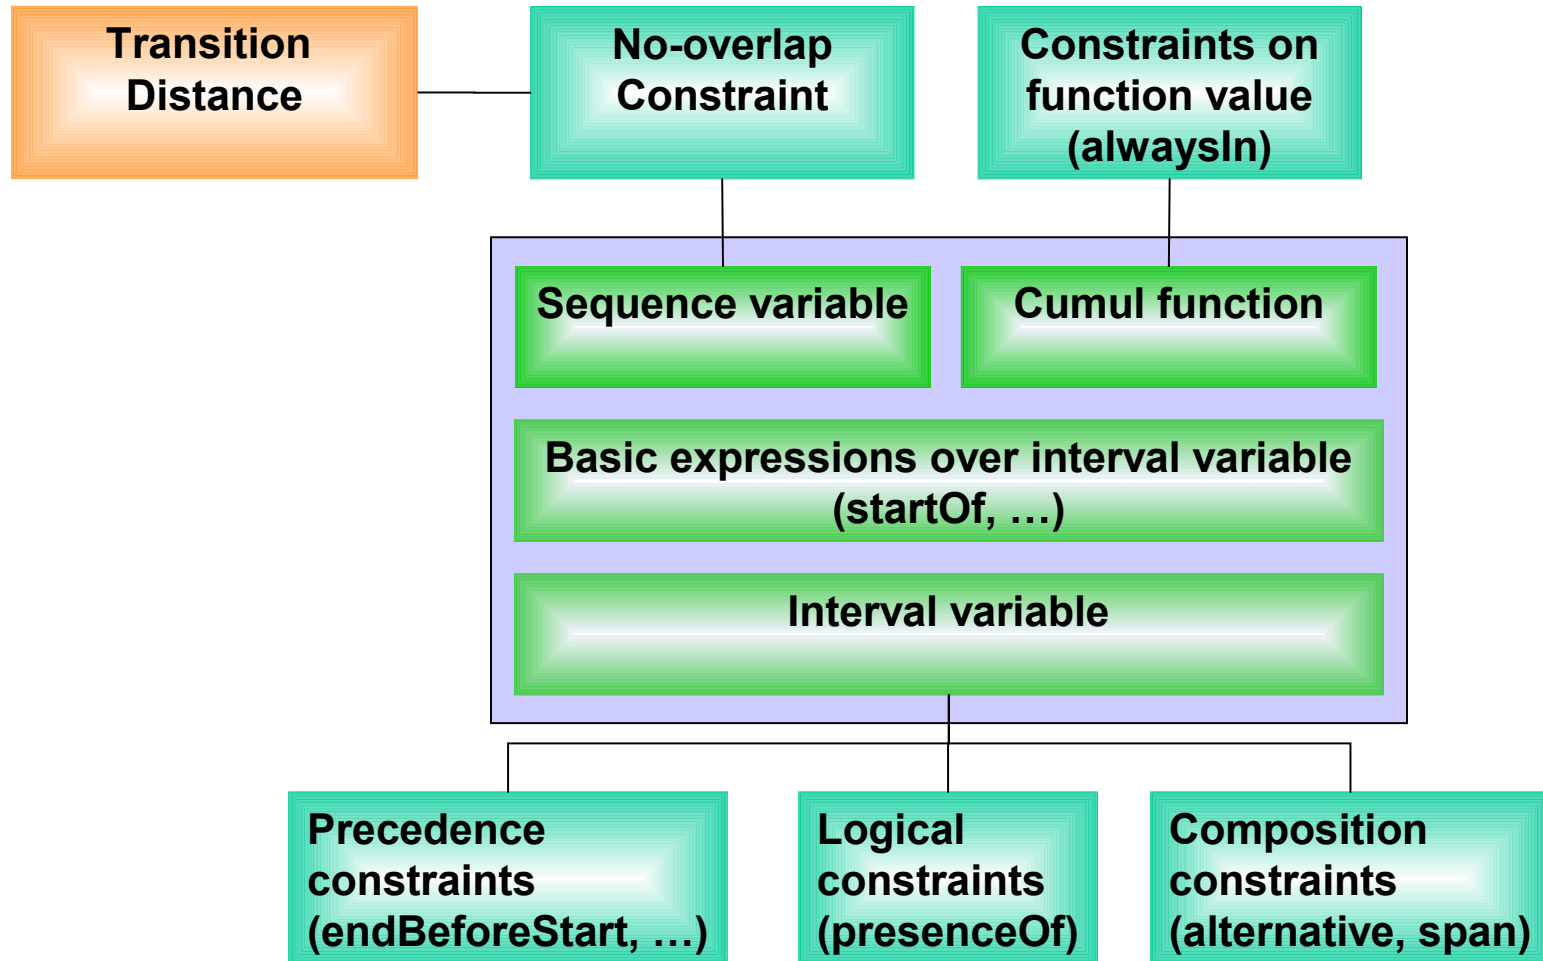 Transition
Distance
No-overlap
Constraint
Constraints on
function value
(alwaysIn)
Sequence variable
Cumul function
Basic expressions over interval variable
(startOf, …)
Interval variable
Precedence
constraints
(endBeforeStart, …)
Logical
constraints
(presenceOf)
Composition
constraints
(alternative, span)